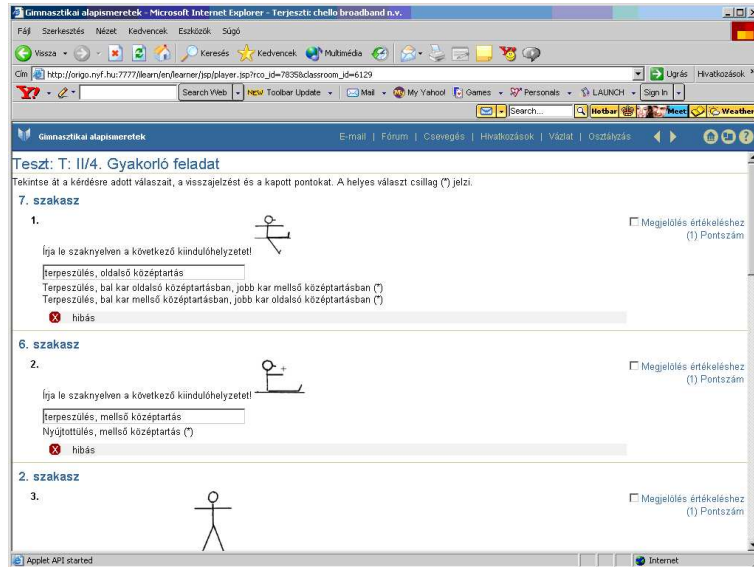 Gimnasztikai alapismeretek - Microsoft Internet Explorer - Terjeszti: chello broadband n.v.
Fájl Szerkesztés Nézet Kedvencek Eszközök Súgó
Vissza Keresés Kedvencek Multimédia
Cím http://origo.nyf.hu:7777/ilearn/en/learner/jsp/player.jsp?rco_id=7835&classroom_id=6129 Ugrás Hivatkozások
Y! Search Web NEW Toolbar Update Mail My Yahoo! Games Personals LAUNCH Sign In
Search... Hotbar Meet Weather
Gimnasztikai alapismeretek E-mail | Fórum | Csevegés | Hivatkozások | Vázlat | Osztályzás
Teszt: T: II/4. Gyakorló feladat
Tekintse át a kérdésre adott válaszait, a visszajelzést és a kapott pontokat. A helyes választ csillag (*) jelzi.
7. szakasz
1. Megjelölés értékeléshez
(1) Pontszám
Írja le szaknyelven a következő kiindulóhelyzetet!
terpeszülés, oldalső középtartás
Terpeszülés, bal kar oldalsó középtartásban, jobb kar mellső középtartásban (*)
Terpeszülés, bal kar mellső középtartásban, jobb kar oldalsó középtartásban (*)
hibás
6. szakasz
2. Megjelölés értékeléshez
(1) Pontszám
Írja le szaknyelven a következő kiindulóhelyzetet!
terpeszülés, mellső középtartás
Nyújtottülés, mellső középtartás (*)
hibás
2. szakasz
3. Megjelölés értékeléshez
(1) Pontszám
Applet API started Internet